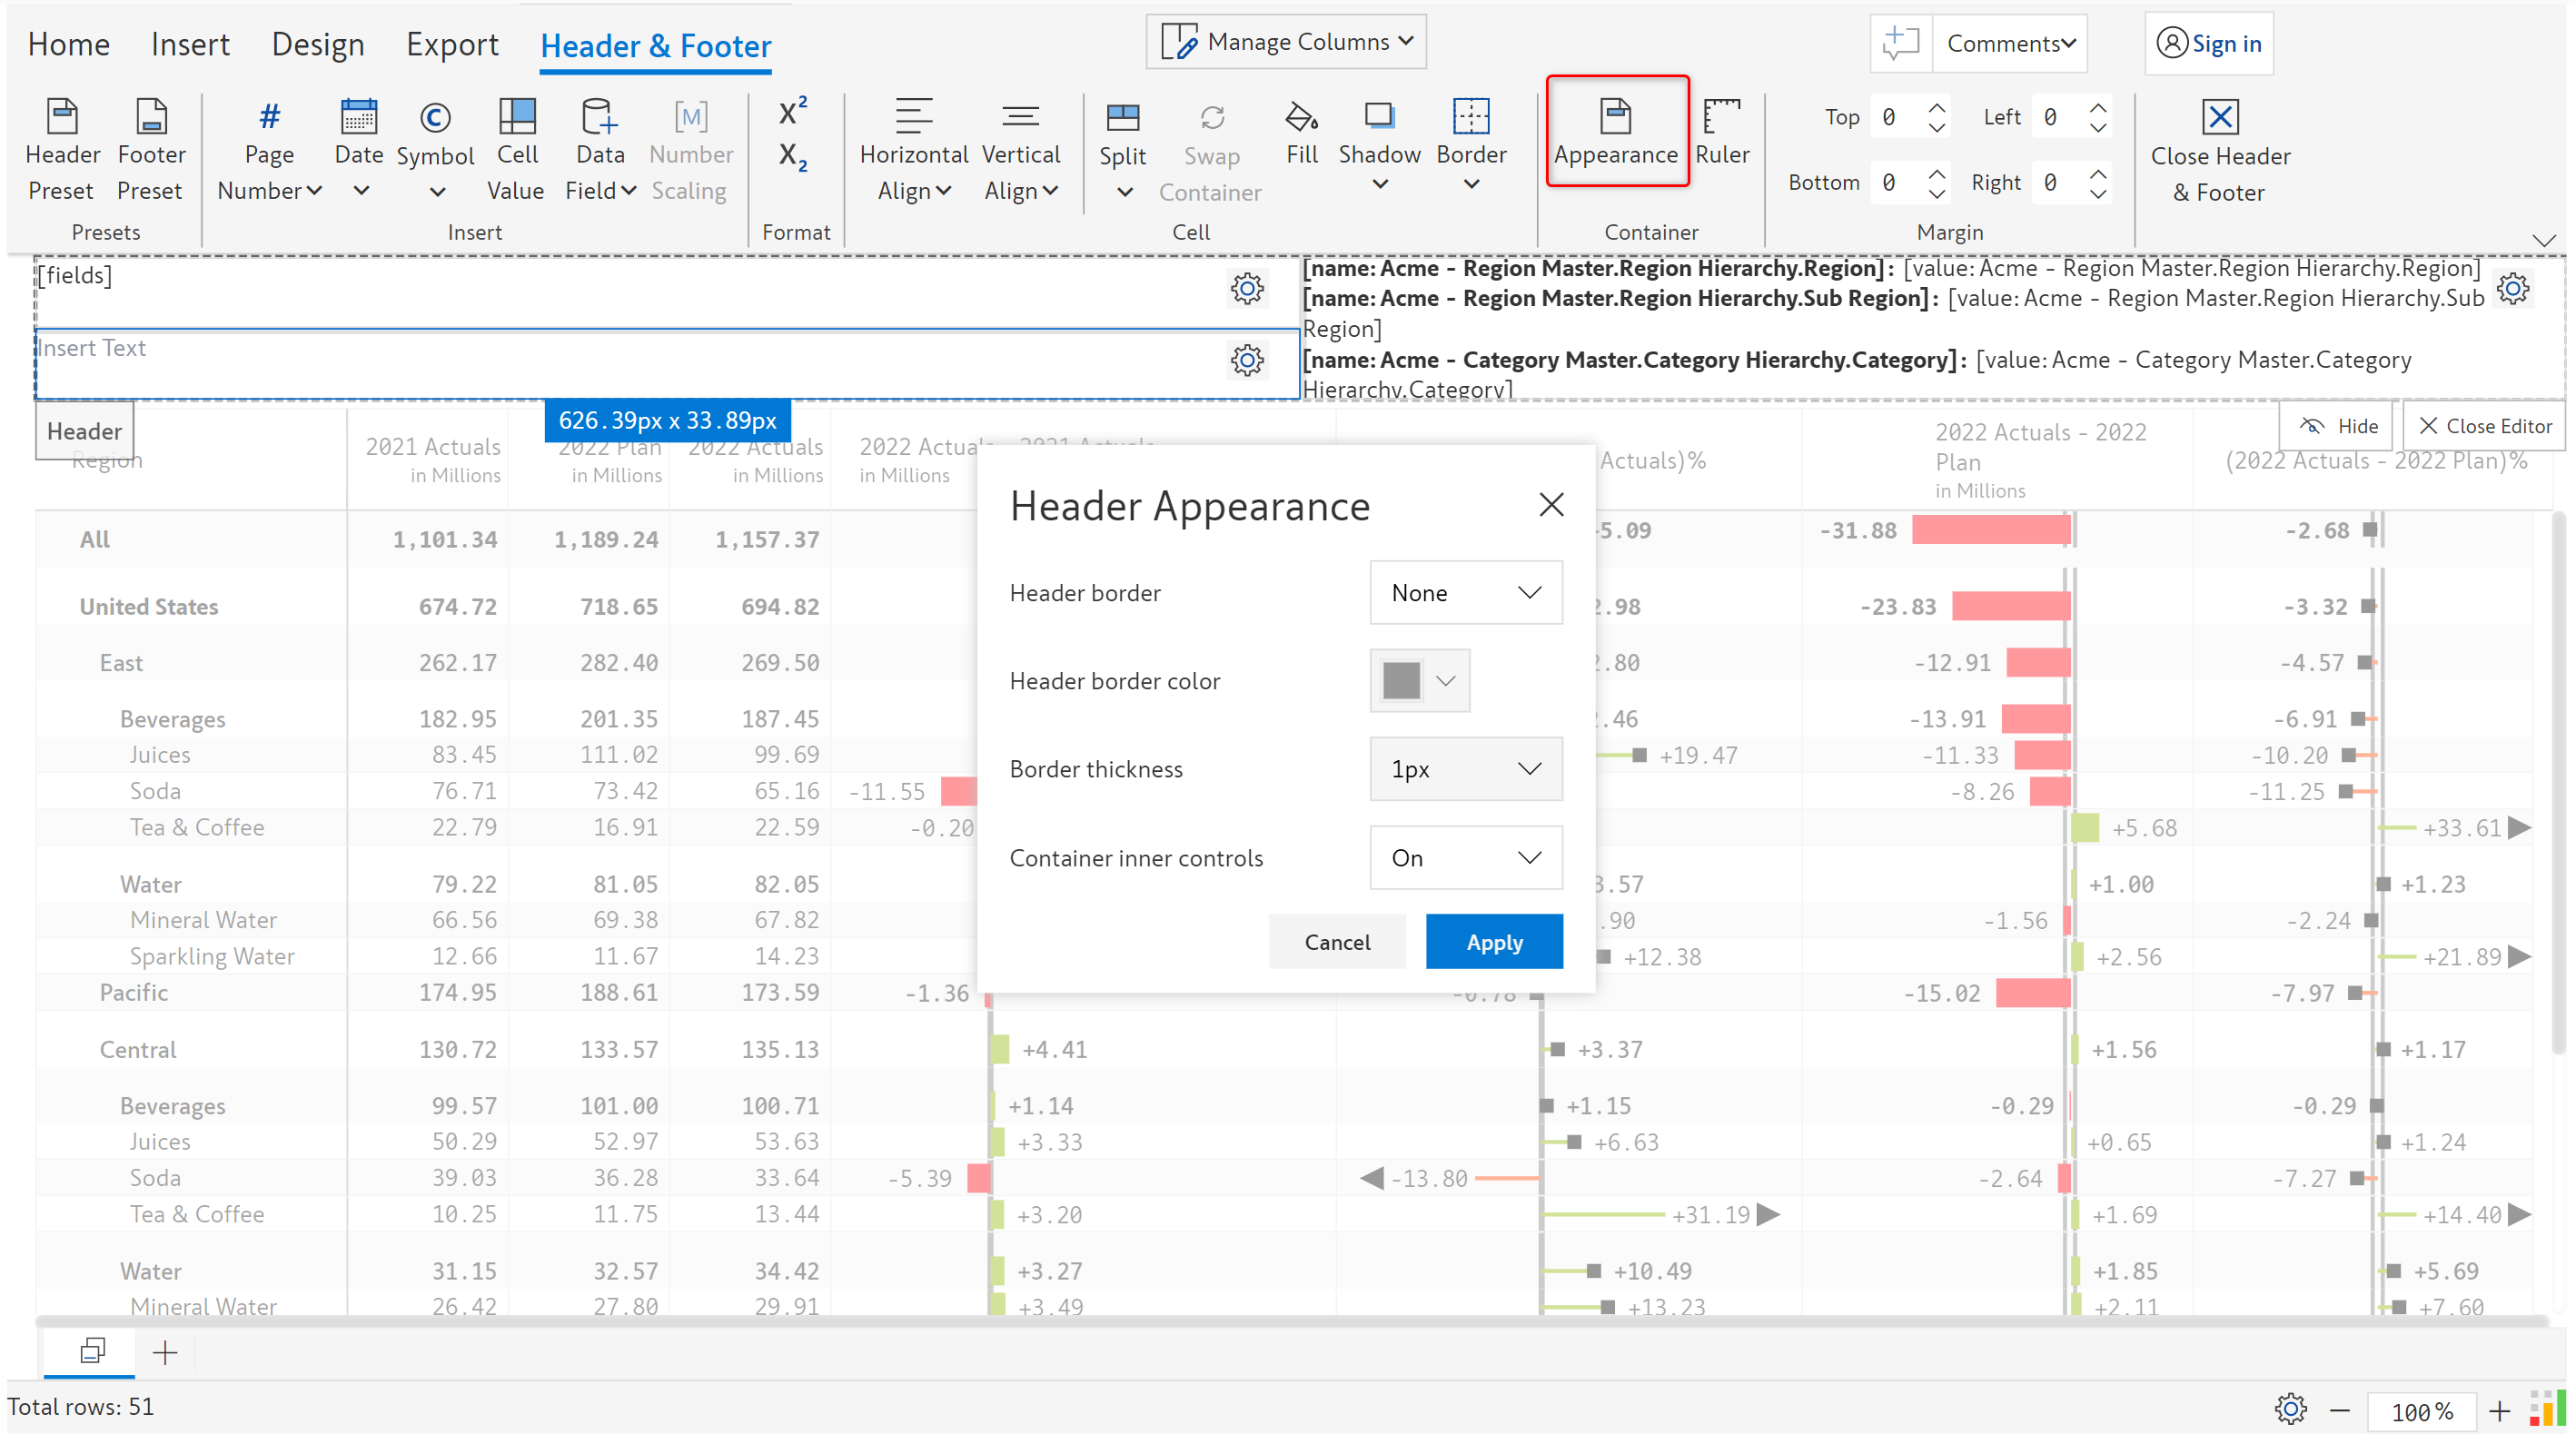 Home Insert Design Export Header & Footer Manage Columns Comments Sign in
Header Preset Footer Preset Page Number Date Symbol Cell Value Data Field Number Scaling X² X₂ Horizontal Align Vertical Align Split Swap Container Fill Shadow Border Appearance Ruler Top 0 Left 0 Bottom 0 Right 0 Close Header & Footer
Presets Insert Format Cell Container Margin
[fields]
[name: Acme - Region Master.Region Hierarchy.Region]: [value: Acme - Region Master.Region Hierarchy.Region]
[name: Acme - Region Master.Region Hierarchy.Sub Region]: [value: Acme - Region Master.Region Hierarchy.Sub
Region]
Insert Text
[name: Acme - Category Master.Category Hierarchy.Category]: [value: Acme - Category Master.Category
Hierarchy.Category]
Header 626.39px x 33.89px Hide Close Editor
Region 2021 Actuals in Millions 2022 Plan in Millions 2022 Actuals in Millions 2022 Actuals - 2021 Actuals in Millions Actuals)% 2022 Actuals - 2022 Plan in Millions (2022 Actuals - 2022 Plan)%
Header Appearance
Header border None
Header border color
Border thickness 1px
Container inner controls On
Cancel Apply
All 1,101.34 1,189.24 1,157.37 5.09 -31.88 -2.68
United States 674.72 718.65 694.82 .98 -23.83 -3.32
East 262.17 282.40 269.50 .80 -12.91 -4.57
Beverages 182.95 201.35 187.45 .46 -13.91 -6.91
Juices 83.45 111.02 99.69 +19.47 -11.33 -10.20
Soda 76.71 73.42 65.16 -11.55 -8.26 -11.25
Tea & Coffee 22.79 16.91 22.59 -0.20 +5.68 +33.61
Water 79.22 81.05 82.05 3.57 +1.00 +1.23
Mineral Water 66.56 69.38 67.82 .90 -1.56 -2.24
Sparkling Water 12.66 11.67 14.23 +12.38 +2.56 +21.89
Pacific 174.95 188.61 173.59 -1.36 -0.78 -15.02 -7.97
Central 130.72 133.57 135.13 +4.41 +3.37 +1.56 +1.17
Beverages 99.57 101.00 100.71 +1.14 +1.15 -0.29 -0.29
Juices 50.29 52.97 53.63 +3.33 +6.63 +0.65 +1.24
Soda 39.03 36.28 33.64 -5.39 -13.80 -2.64 -7.27
Tea & Coffee 10.25 11.75 13.44 +3.20 +31.19 +1.69 +14.40
Water 31.15 32.57 34.42 +3.27 +10.49 +1.85 +5.69
Mineral Water 26.42 27.80 29.91 +3.49 +13.23 +2.11 +7.60
Total rows: 51 100%